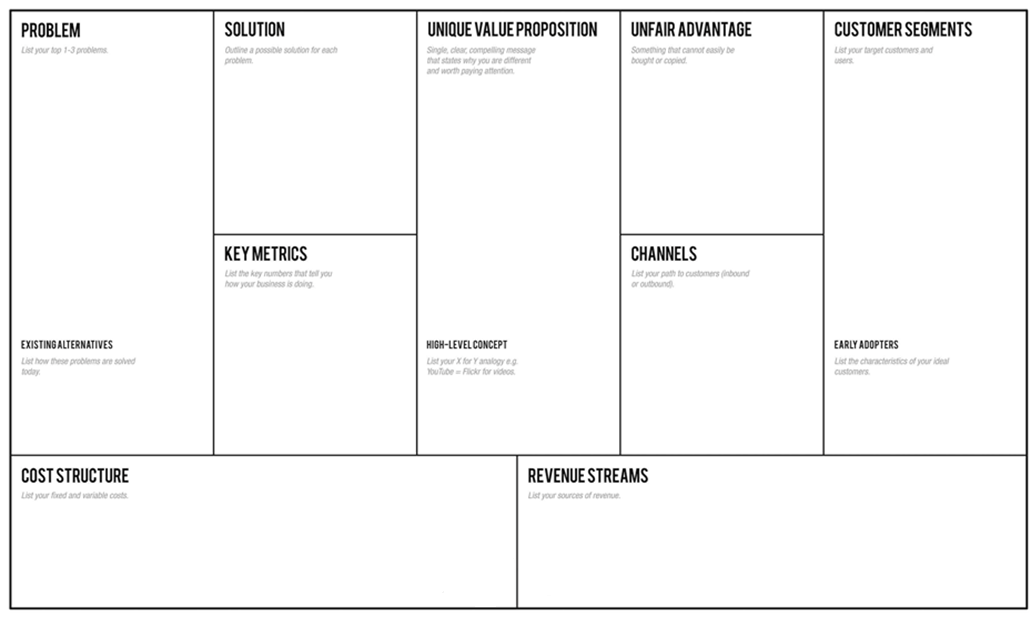 PROBLEM
List your top 1-3 problems.
EXISTING ALTERNATIVES
List how these problems are solved
today.
SOLUTION
Outline a possible solution for each
problem.
KEY METRICS
List the key numbers that tell you
how your business is doing.
UNIQUE VALUE PROPOSITION
Single, clear, compelling message
that states why you are different
and worth paying attention.
HIGH-LEVEL CONCEPT
List your X for Y analogy e.g.
YouTube = Flickr for videos.
UNFAIR ADVANTAGE
Something that cannot easily be
bought or copied.
CHANNELS
List your path to customers (inbound
or outbound).
CUSTOMER SEGMENTS
List your target customers and
users.
EARLY ADOPTERS
List the characteristics of your ideal
customers.
COST STRUCTURE
List your fixed and variable costs.
REVENUE STREAMS
List your sources of revenue.